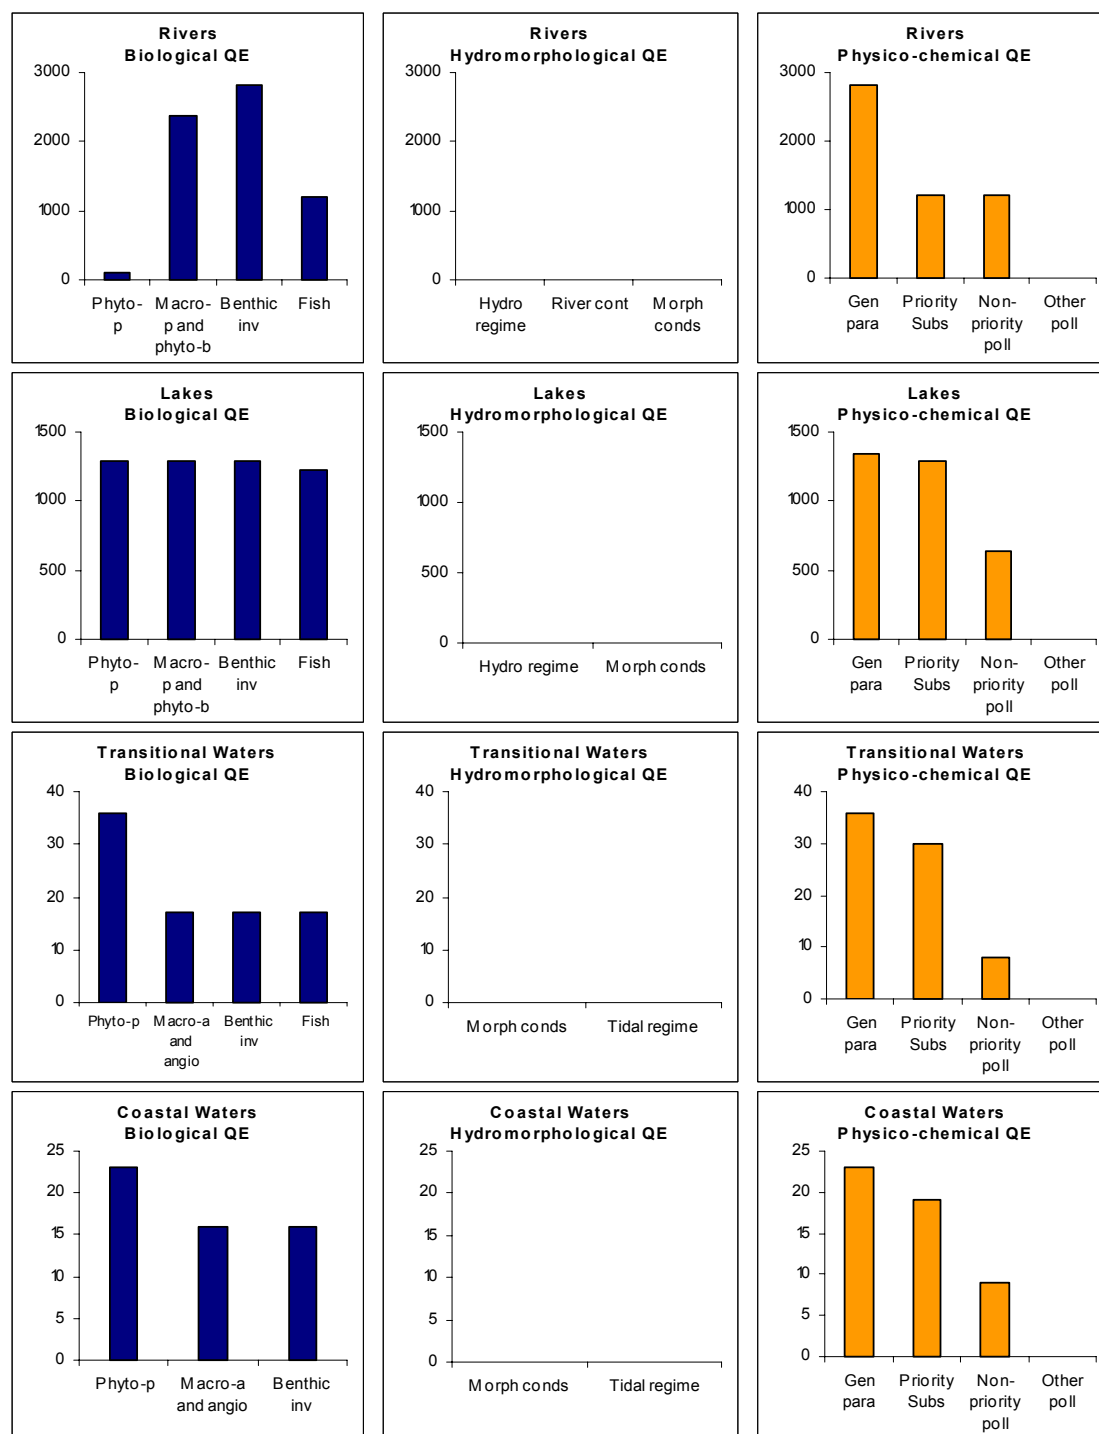 Rivers
Biological QE
3000
2000
1000
0
Phyto-
p
Macro-
p and
phyto-b
Benthic
inv
Fish
Rivers
Hydromorphological QE
3000
2000
1000
0
Hydro
regime
River cont
Morph
conds
Rivers
Physico-chemical QE
3000
2000
1000
0
Gen
para
Priority
Subs
Non-
priority
poll
Other
poll
Lakes
Biological QE
1500
1000
500
0
Phyto-
p
Macro-
p and
phyto-b
Benthic
inv
Fish
Lakes
Hydromorphological QE
1500
1000
500
0
Hydro regime
Morph conds
Lakes
Physico-chemical QE
1500
1000
500
0
Gen
para
Priority
Subs
Non-
priority
poll
Other
poll
Transitional Waters
Biological QE
40
30
20
10
0
Phyto-p
Macro-a
and
angio
Benthic
inv
Fish
Transitional Waters
Hydromorphological QE
40
30
20
10
0
Morph conds
Tidal regime
Transitional Waters
Physico-chemical QE
40
30
20
10
0
Gen
para
Priority
Subs
Non-
priority
poll
Other
poll
Coastal Waters
Biological QE
25
20
15
10
5
0
Phyto-p
Macro-a
and angio
Benthic
inv
Coastal Waters
Hydromorphological QE
25
20
15
10
5
0
Morph conds
Tidal regime
Coastal Waters
Physico-chemical QE
25
20
15
10
5
0
Gen
para
Priority
Subs
Non-
priority
poll
Other
poll